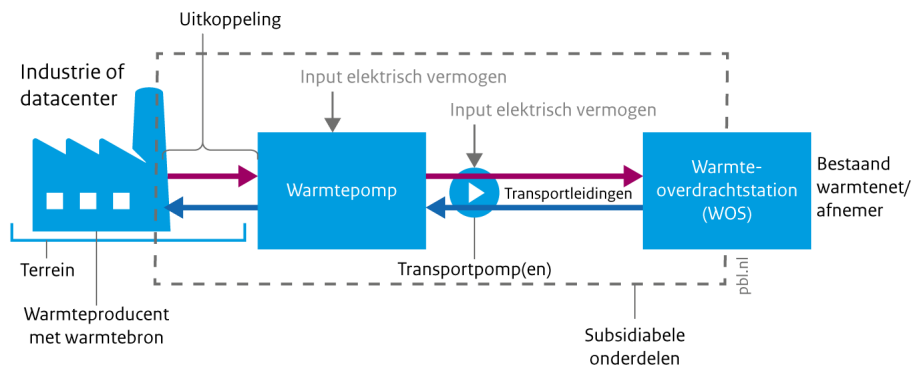 Uitkoppeling
Industrie of
datacenter
Input elektrisch vermogen
Input elektrisch vermogen
Warmtepomp
Transportleidingen
Warmte-
overdrachtstation
(WOS)
Bestaand
warmtenet/
afnemer
Terrein
Transportpomp(en)
pbl.nl
Warmteproducent
met warmtebron
Subsidiabele
onderdelen